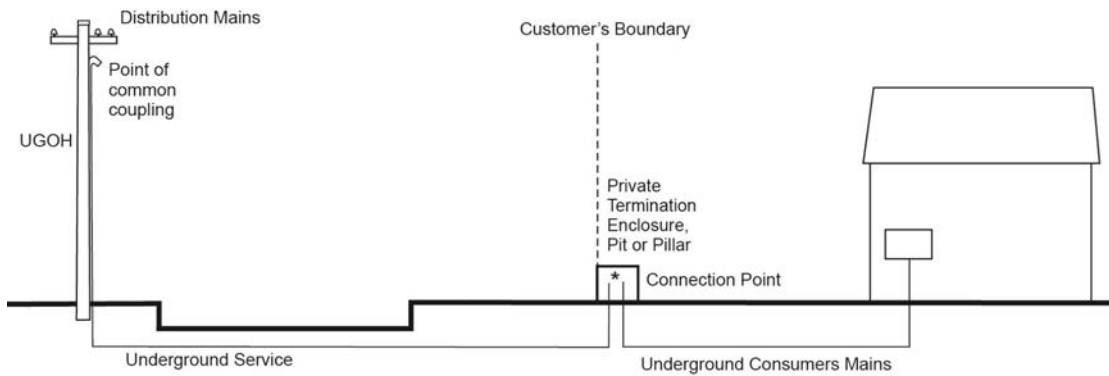 Distribution Mains
Point of
common
coupling
UGOH
Customer's Boundary
Private
Termination
Enclosure,
Pit or Pillar
*
Connection Point
Underground Service
Underground Consumers Mains